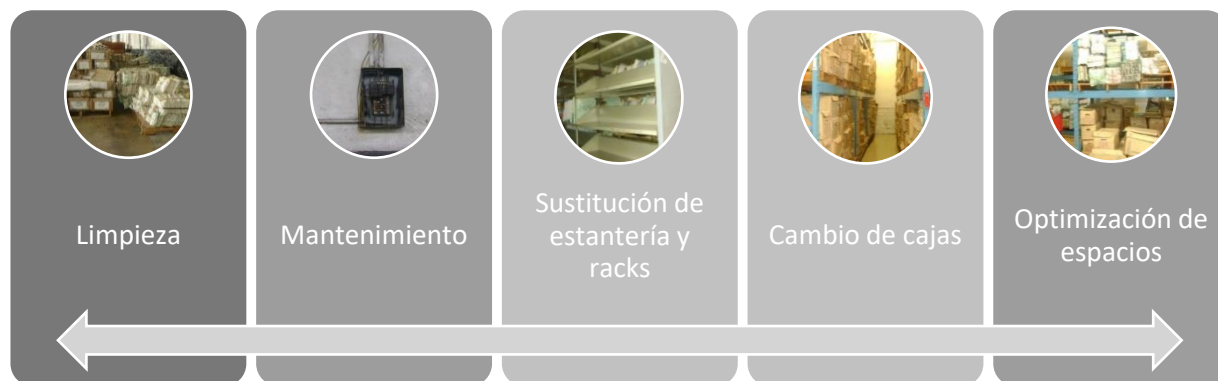 Limpieza
Mantenimiento
Sustitución de
estantería y
racks
Cambio de cajas
Optimización de
espacios